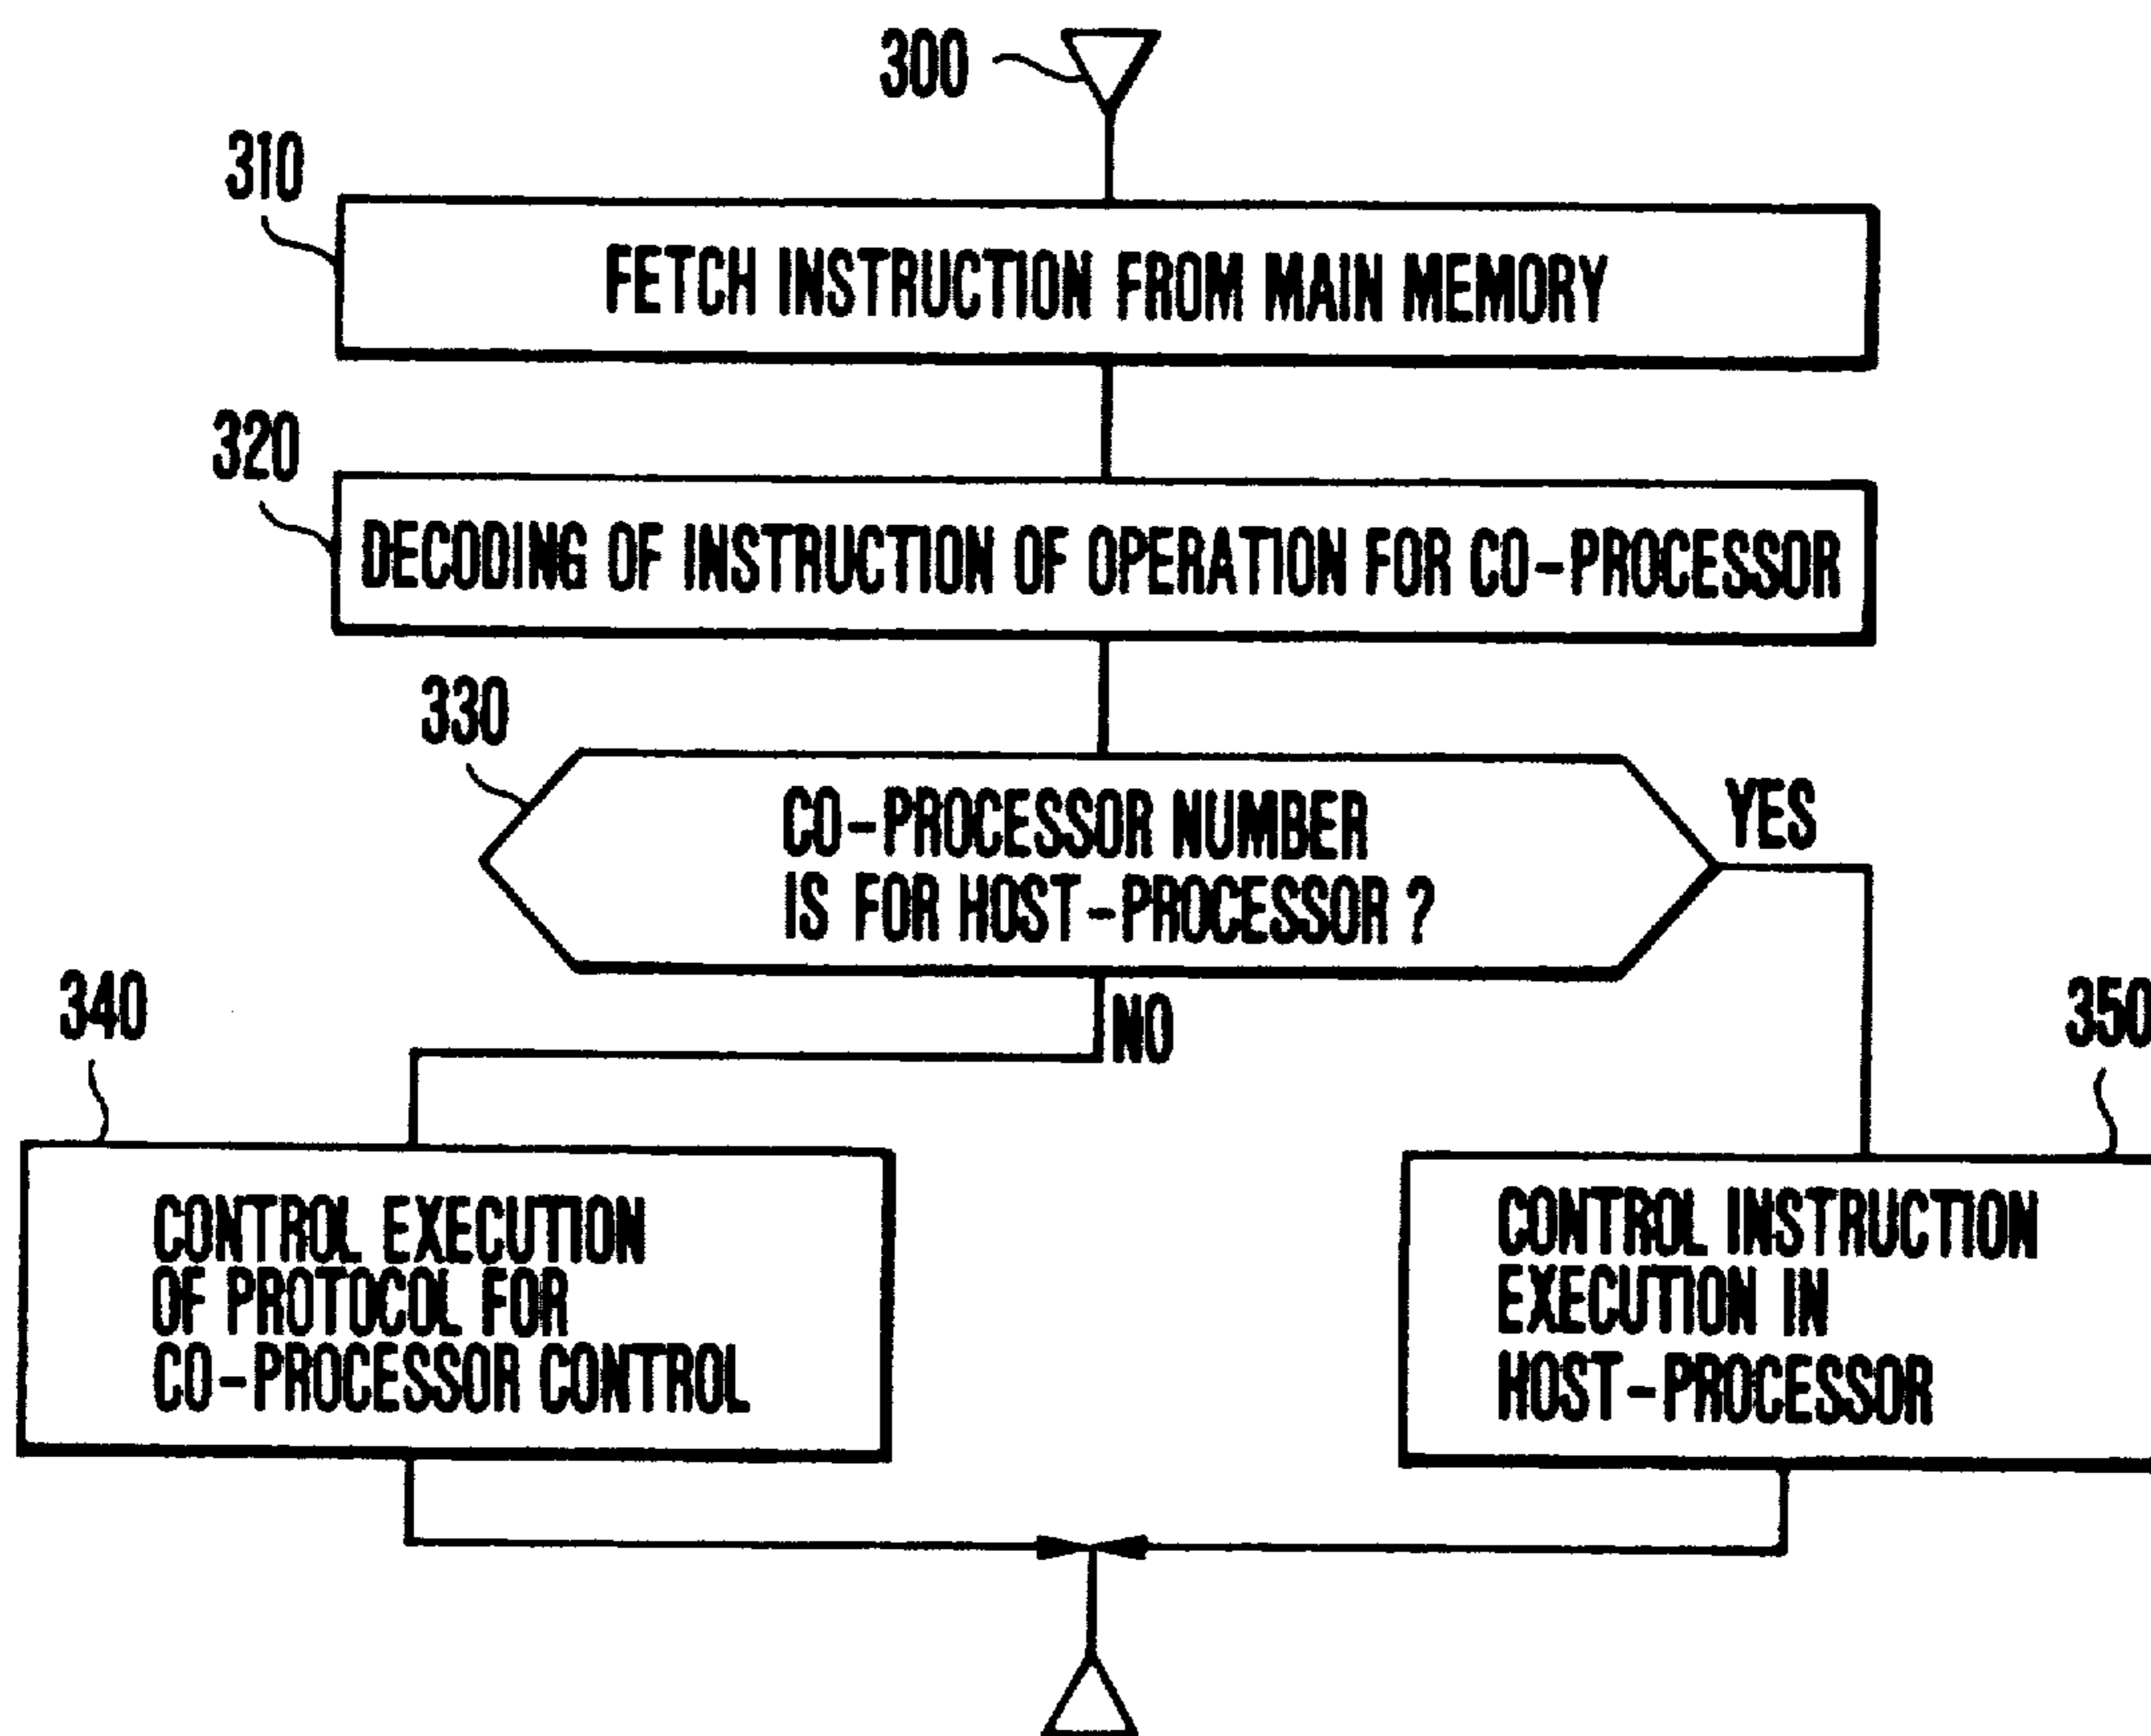 300
310
FETCH INSTRUCTION FROM MAIN MEMORY
320
DECODING OF INSTRUCTION OF OPERATION FOR CO-PROCESSOR
330
CO-PROCESSOR NUMBER
IS FOR HOST-PROCESSOR ?
YES
NO
340
CONTROL EXECUTION
OF PROTOCOL FOR
CO-PROCESSOR CONTROL
350
CONTROL INSTRUCTION
EXECUTION IN
HOST-PROCESSOR